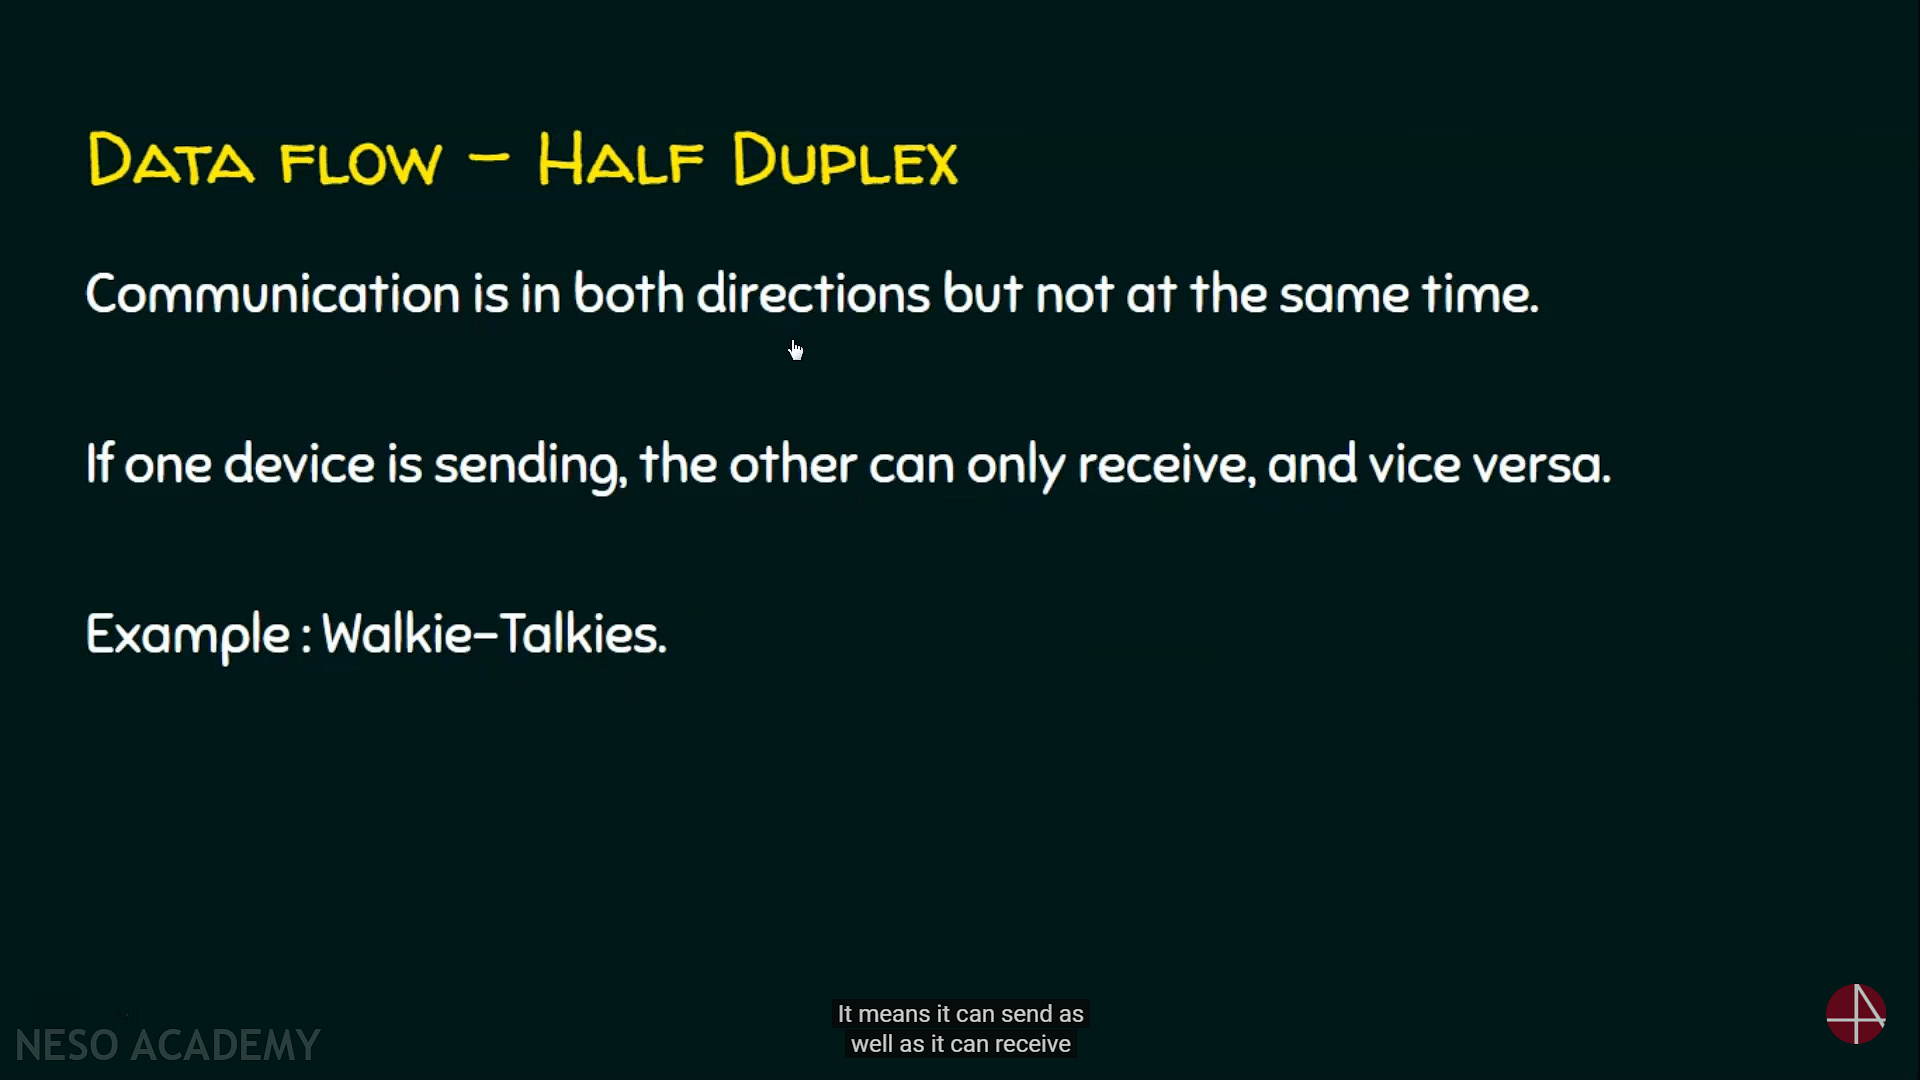 DATA FLOW – HALF DUPLEX
Communication is in both directions but not at the same time.
If one device is sending, the other can only receive, and vice versa.
Example : Walkie-Talkies.
It means it can send as
well as it can receive
NESO ACADEMY